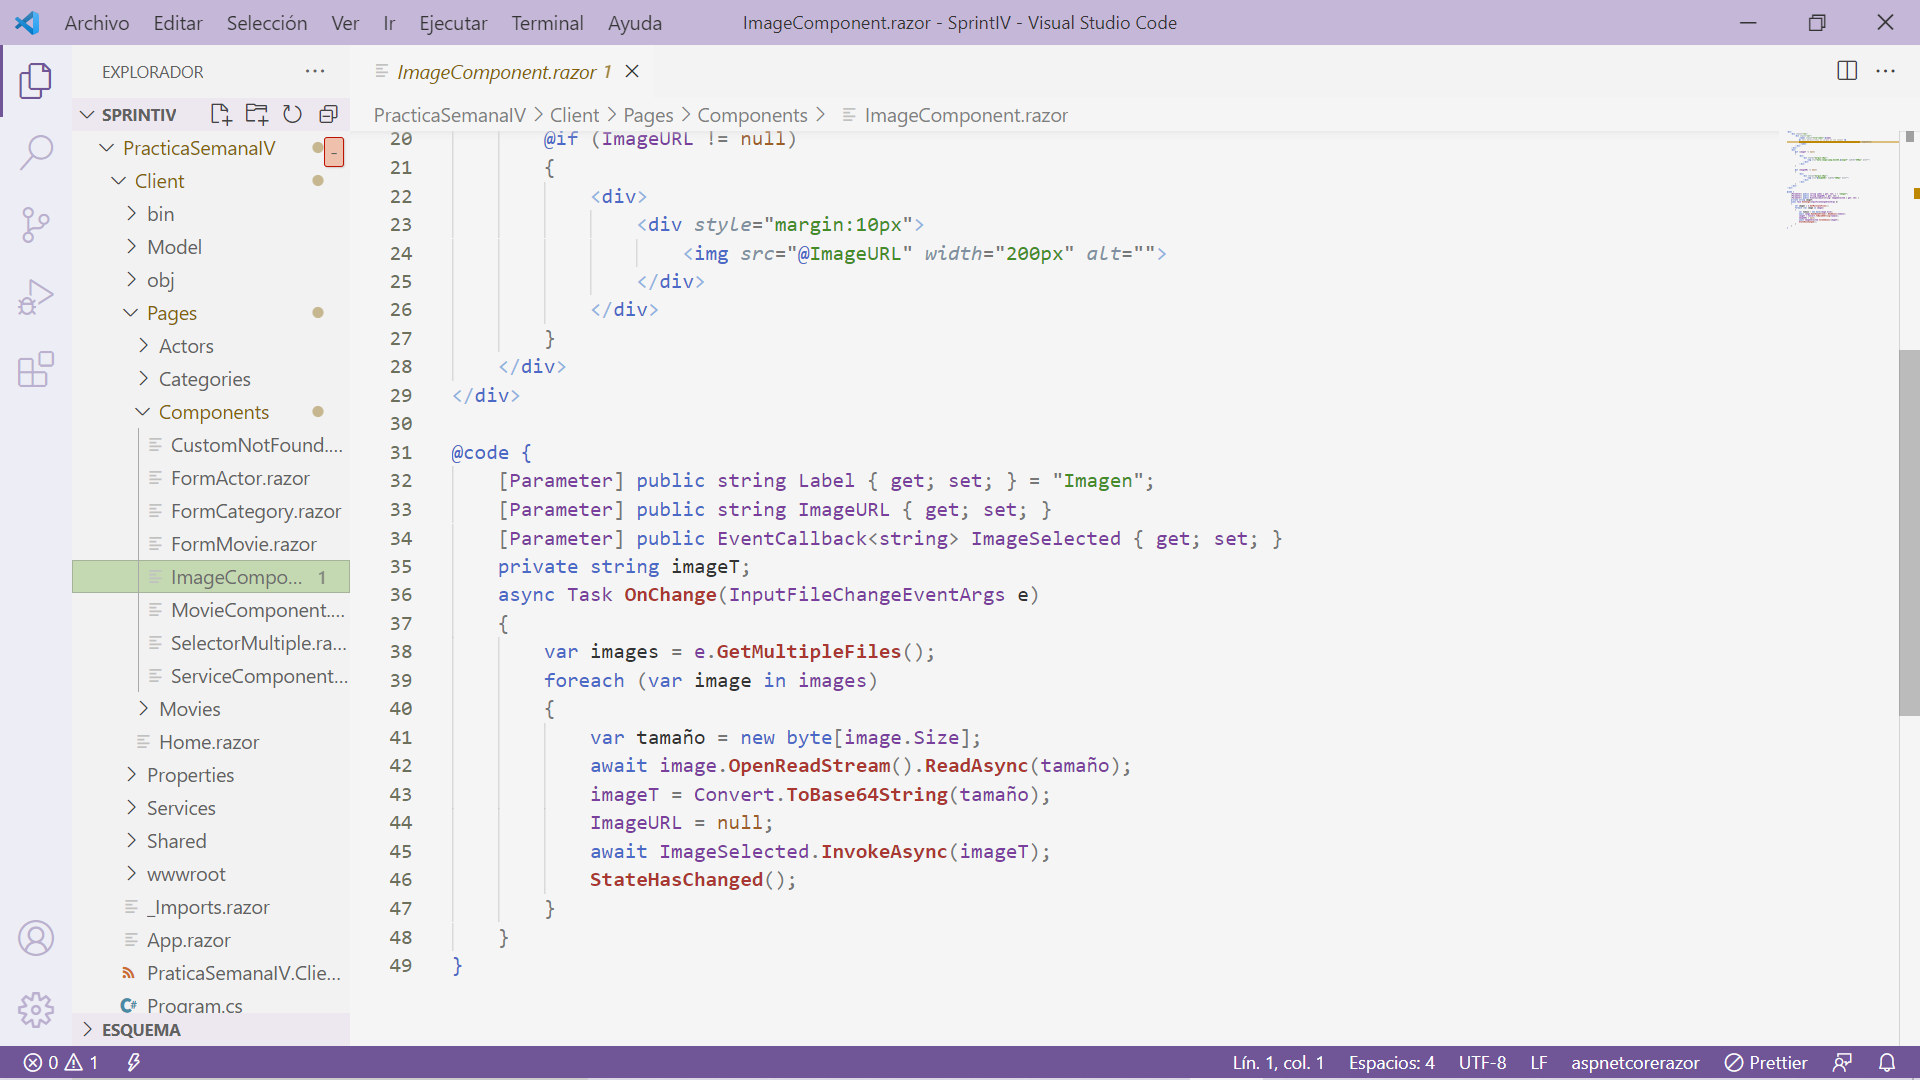 Archivo Editar Selección Ver Ir Ejecutar Terminal Ayuda ImageComponent.razor - SprintIV - Visual Studio Code
EXPLORADOR
SPRINTIV
PracticaSemanaIV
Client
bin
Model
obj
Pages
Actors
Categories
Components
CustomNotFound....
FormActor.razor
FormCategory.razor
FormMovie.razor
ImageCompo... 1
MovieComponent....
SelectorMultiple.ra...
ServiceComponent...
Movies
Home.razor
Properties
Services
Shared
wwwroot
_Imports.razor
App.razor
PraticaSemanaIV.Clie...
Program.cs
ESQUEMA
ImageComponent.razor 1
PracticaSemanaIV > Client > Pages > Components > ImageComponent.razor
20 @if (ImageURL != null)
21 {
22 <div>
23 <div style="margin:10px">
24 <img src="@ImageURL" width="200px" alt="">
25 </div>
26 </div>
27 }
28 </div>
29 </div>
30
31 @code {
32 [Parameter] public string Label { get; set; } = "Imagen";
33 [Parameter] public string ImageURL { get; set; }
34 [Parameter] public EventCallback<string> ImageSelected { get; set; }
35 private string imageT;
36 async Task OnChange(InputFileChangeEventArgs e)
37 {
38 var images = e.GetMultipleFiles();
39 foreach (var image in images)
40 {
41 var tamaño = new byte[image.Size];
42 await image.OpenReadStream().ReadAsync(tamaño);
43 imageT = Convert.ToBase64String(tamaño);
44 ImageURL = null;
45 await ImageSelected.InvokeAsync(imageT);
46 StateHasChanged();
47 }
48 }
49 }
0 1 Lín. 1, col. 1 Espacios: 4 UTF-8 LF aspnetcorerazor Prettier